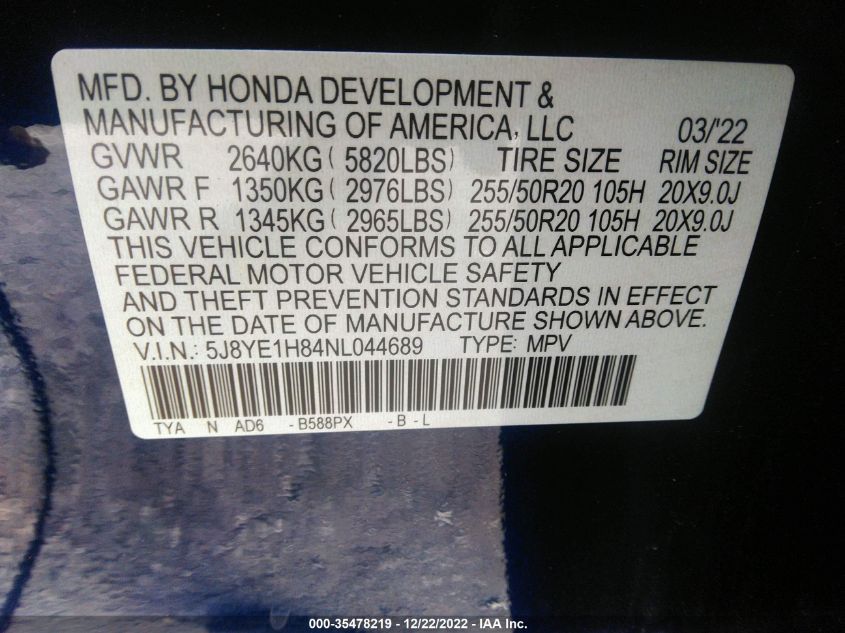 MFD. BY HONDA DEVELOPMENT &
MANUFACTURING OF AMERICA, LLC 03/'22
GVWR 2640KG ( 5820LBS) TIRE SIZE RIM SIZE
GAWR F 1350KG ( 2976LBS) 255/50R20 105H 20X9.0J
GAWR R 1345KG ( 2965LBS) 255/50R20 105H 20X9.0J
THIS VEHICLE CONFORMS TO ALL APPLICABLE
FEDERAL MOTOR VEHICLE SAFETY
AND THEFT PREVENTION STANDARDS IN EFFECT
ON THE DATE OF MANUFACTURE SHOWN ABOVE.
V.I.N.: 5J8YE1H84NL044689 TYPE: MPV
TYA N AD6 -B588PX -B-L
000-35478219 - 12/22/2022 - IAA Inc.